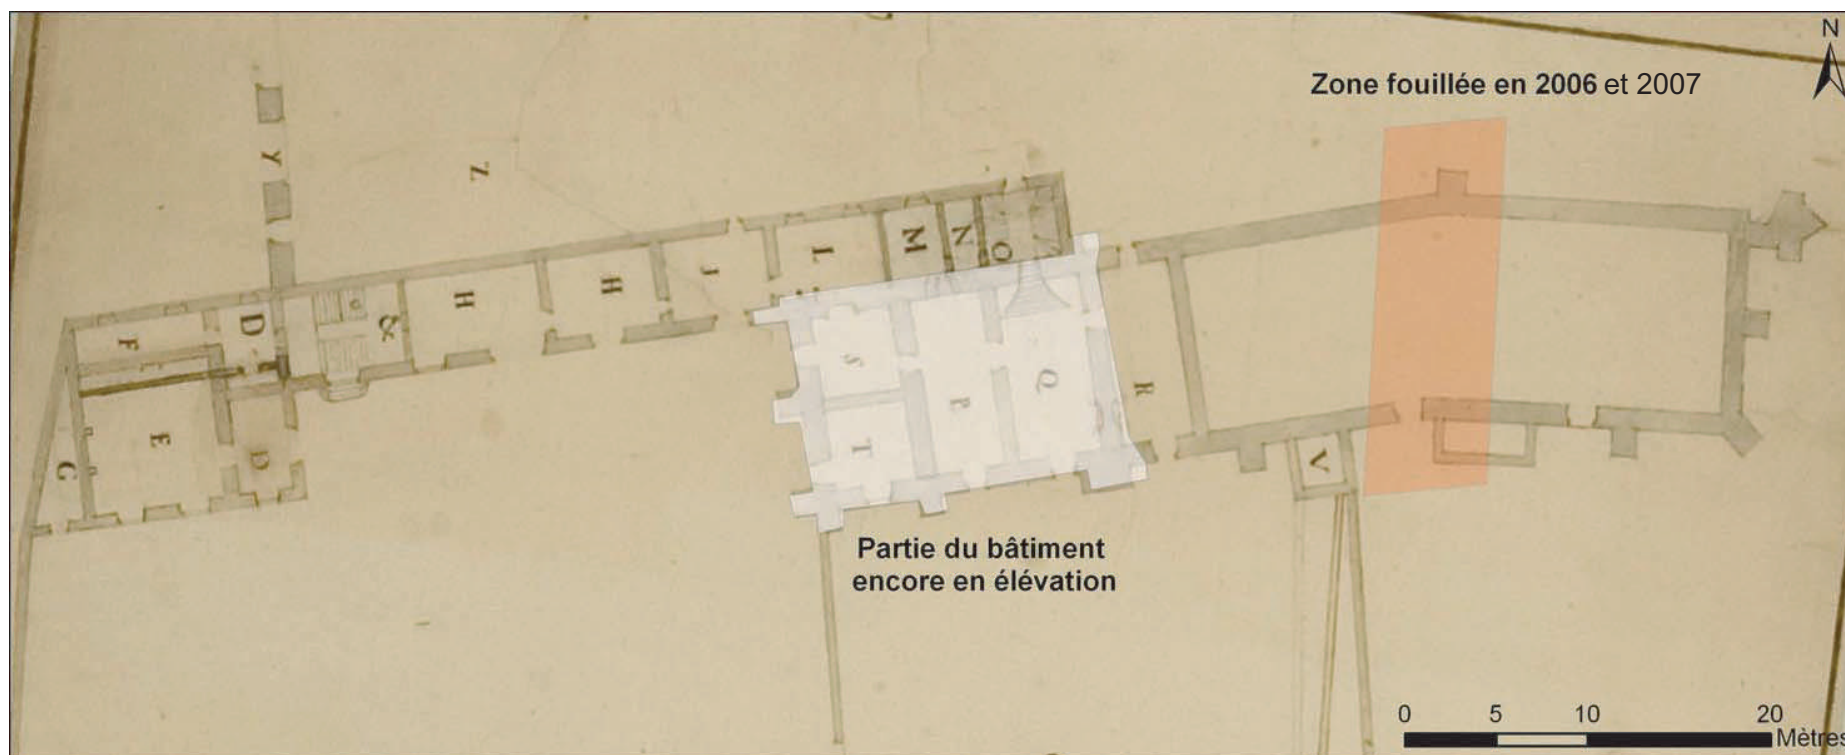 N
Zone fouillée en 2006 et 2007
Y
Z
H
H
J
L
M
N
O
F
D
&
E
D
G
S
P
Q
R
T
V
Partie du bâtiment
encore en élévation
0 5 10 20
Mètres